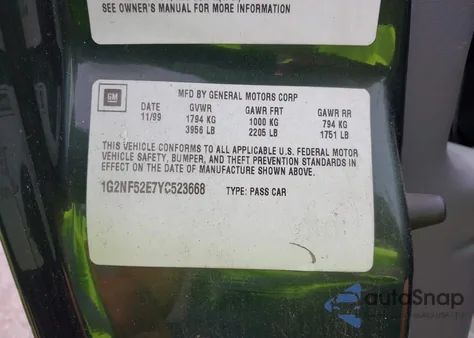 SEE OWNER'S MANUAL FOR MORE INFORMATION
GM
MFD BY GENERAL MOTORS CORP
DATE GVWR GAWR FRT GAWR RR
11/99 1794 KG 1000 KG 794 KG
3956 LB 2205 LB 1751 LB
THIS VEHICLE CONFORMS TO ALL APPLICABLE U.S. FEDERAL MOTOR
VEHICLE SAFETY, BUMPER, AND THEFT PREVENTION STANDARDS IN
EFFECT ON THE DATE OF MANUFACTURE SHOWN ABOVE.
1G2NF52E7YC523668 TYPE: PASS CAR
autoSnap